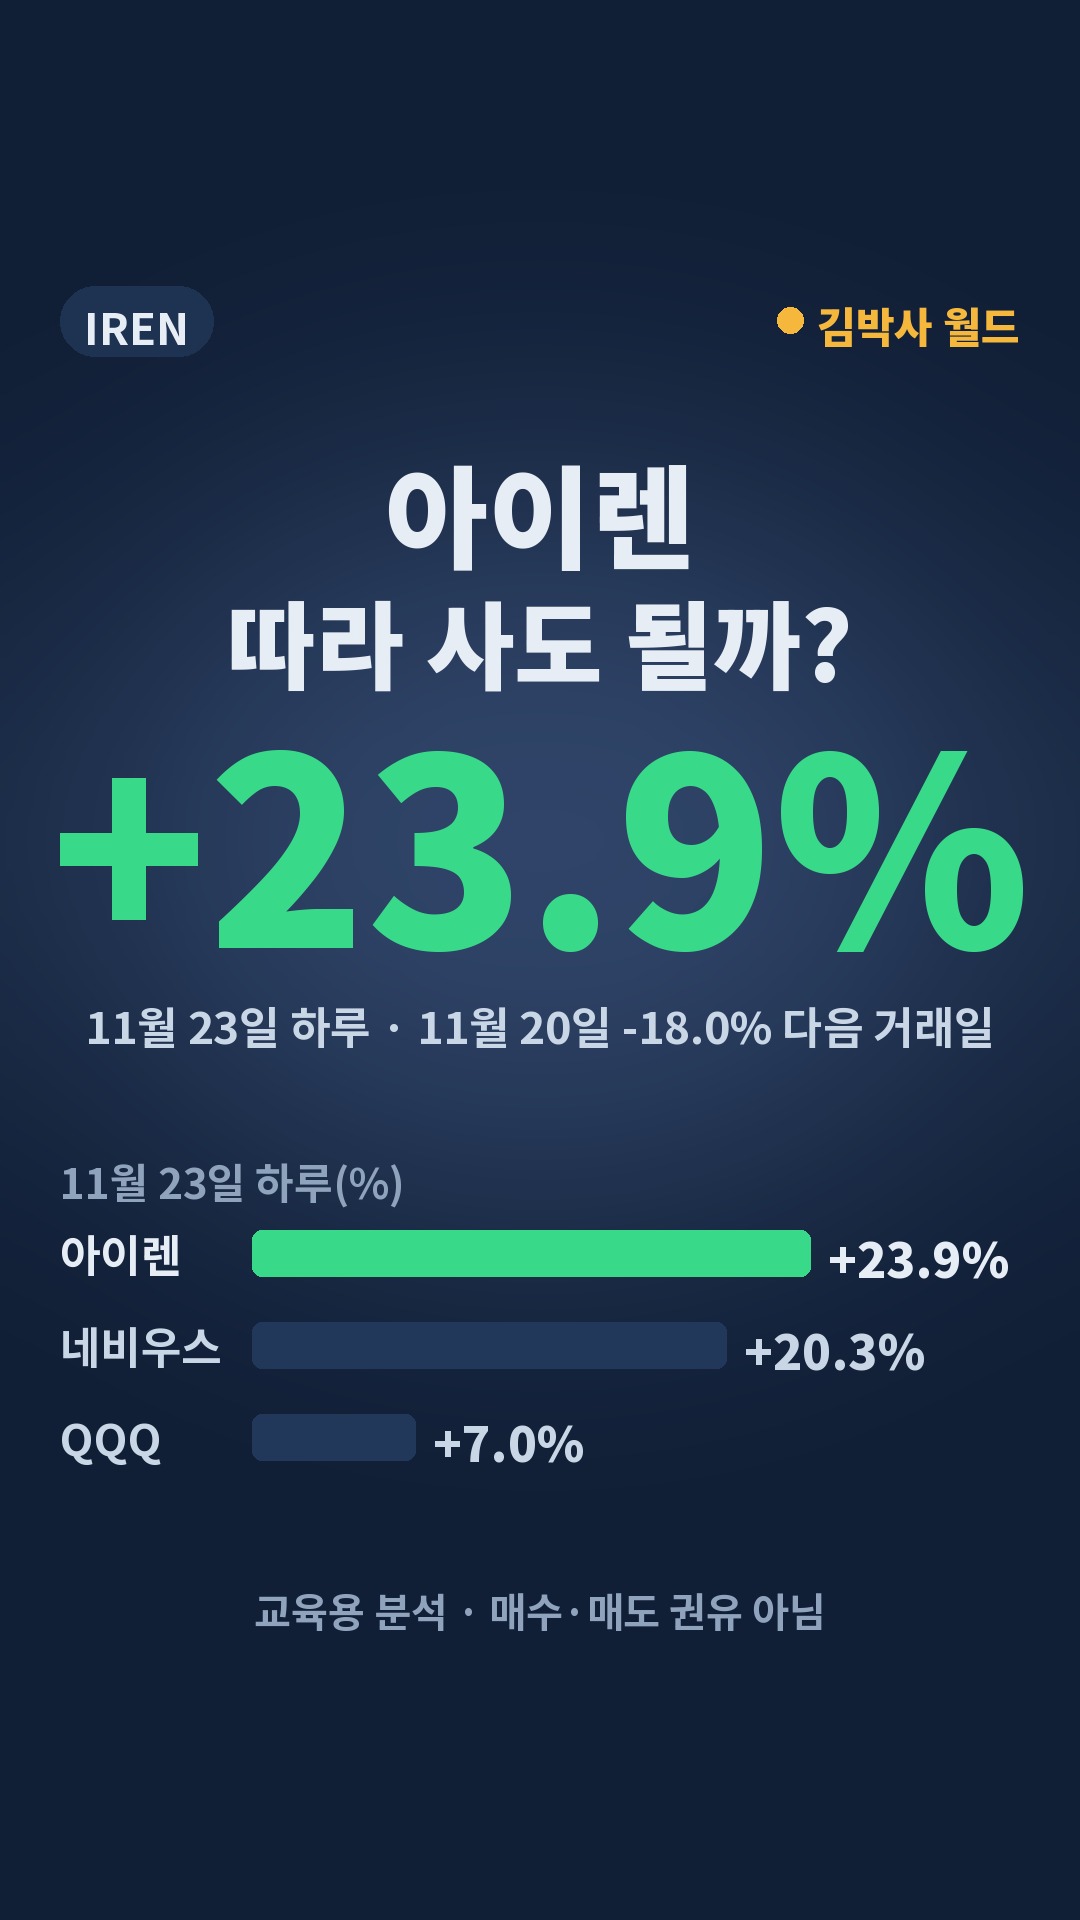 IREN
김박사 월드
아이렌
따라 사도 될까?
+23.9%
11월 23일 하루 · 11월 20일 -18.0% 다음 거래일
11월 23일 하루(%)
아이렌 +23.9%
네비우스 +20.3%
QQQ +7.0%
교육용 분석 · 매수·매도 권유 아님